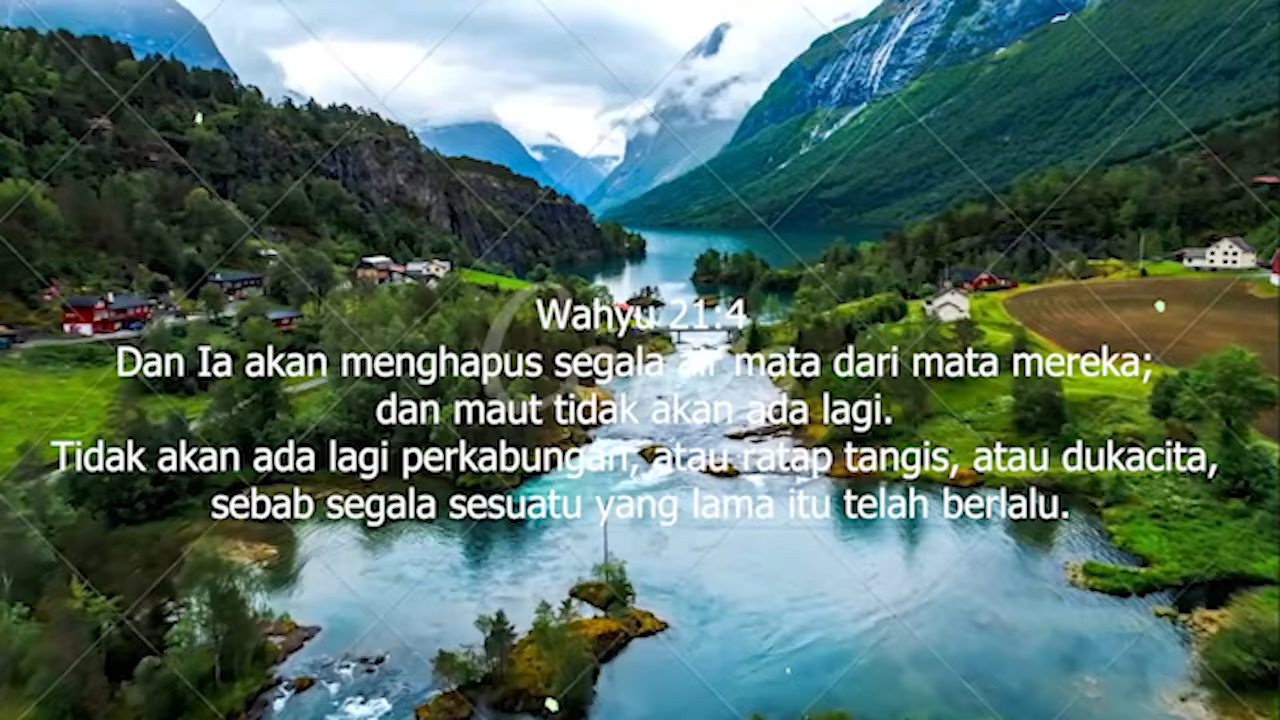 Wahyu 21:4
Dan Ia akan menghapus segala air mata dari mata mereka;
dan maut tidak akan ada lagi.
Tidak akan ada lagi perkabungan, atau ratap tangis, atau dukacita,
sebab segala sesuatu yang lama itu telah berlalu.